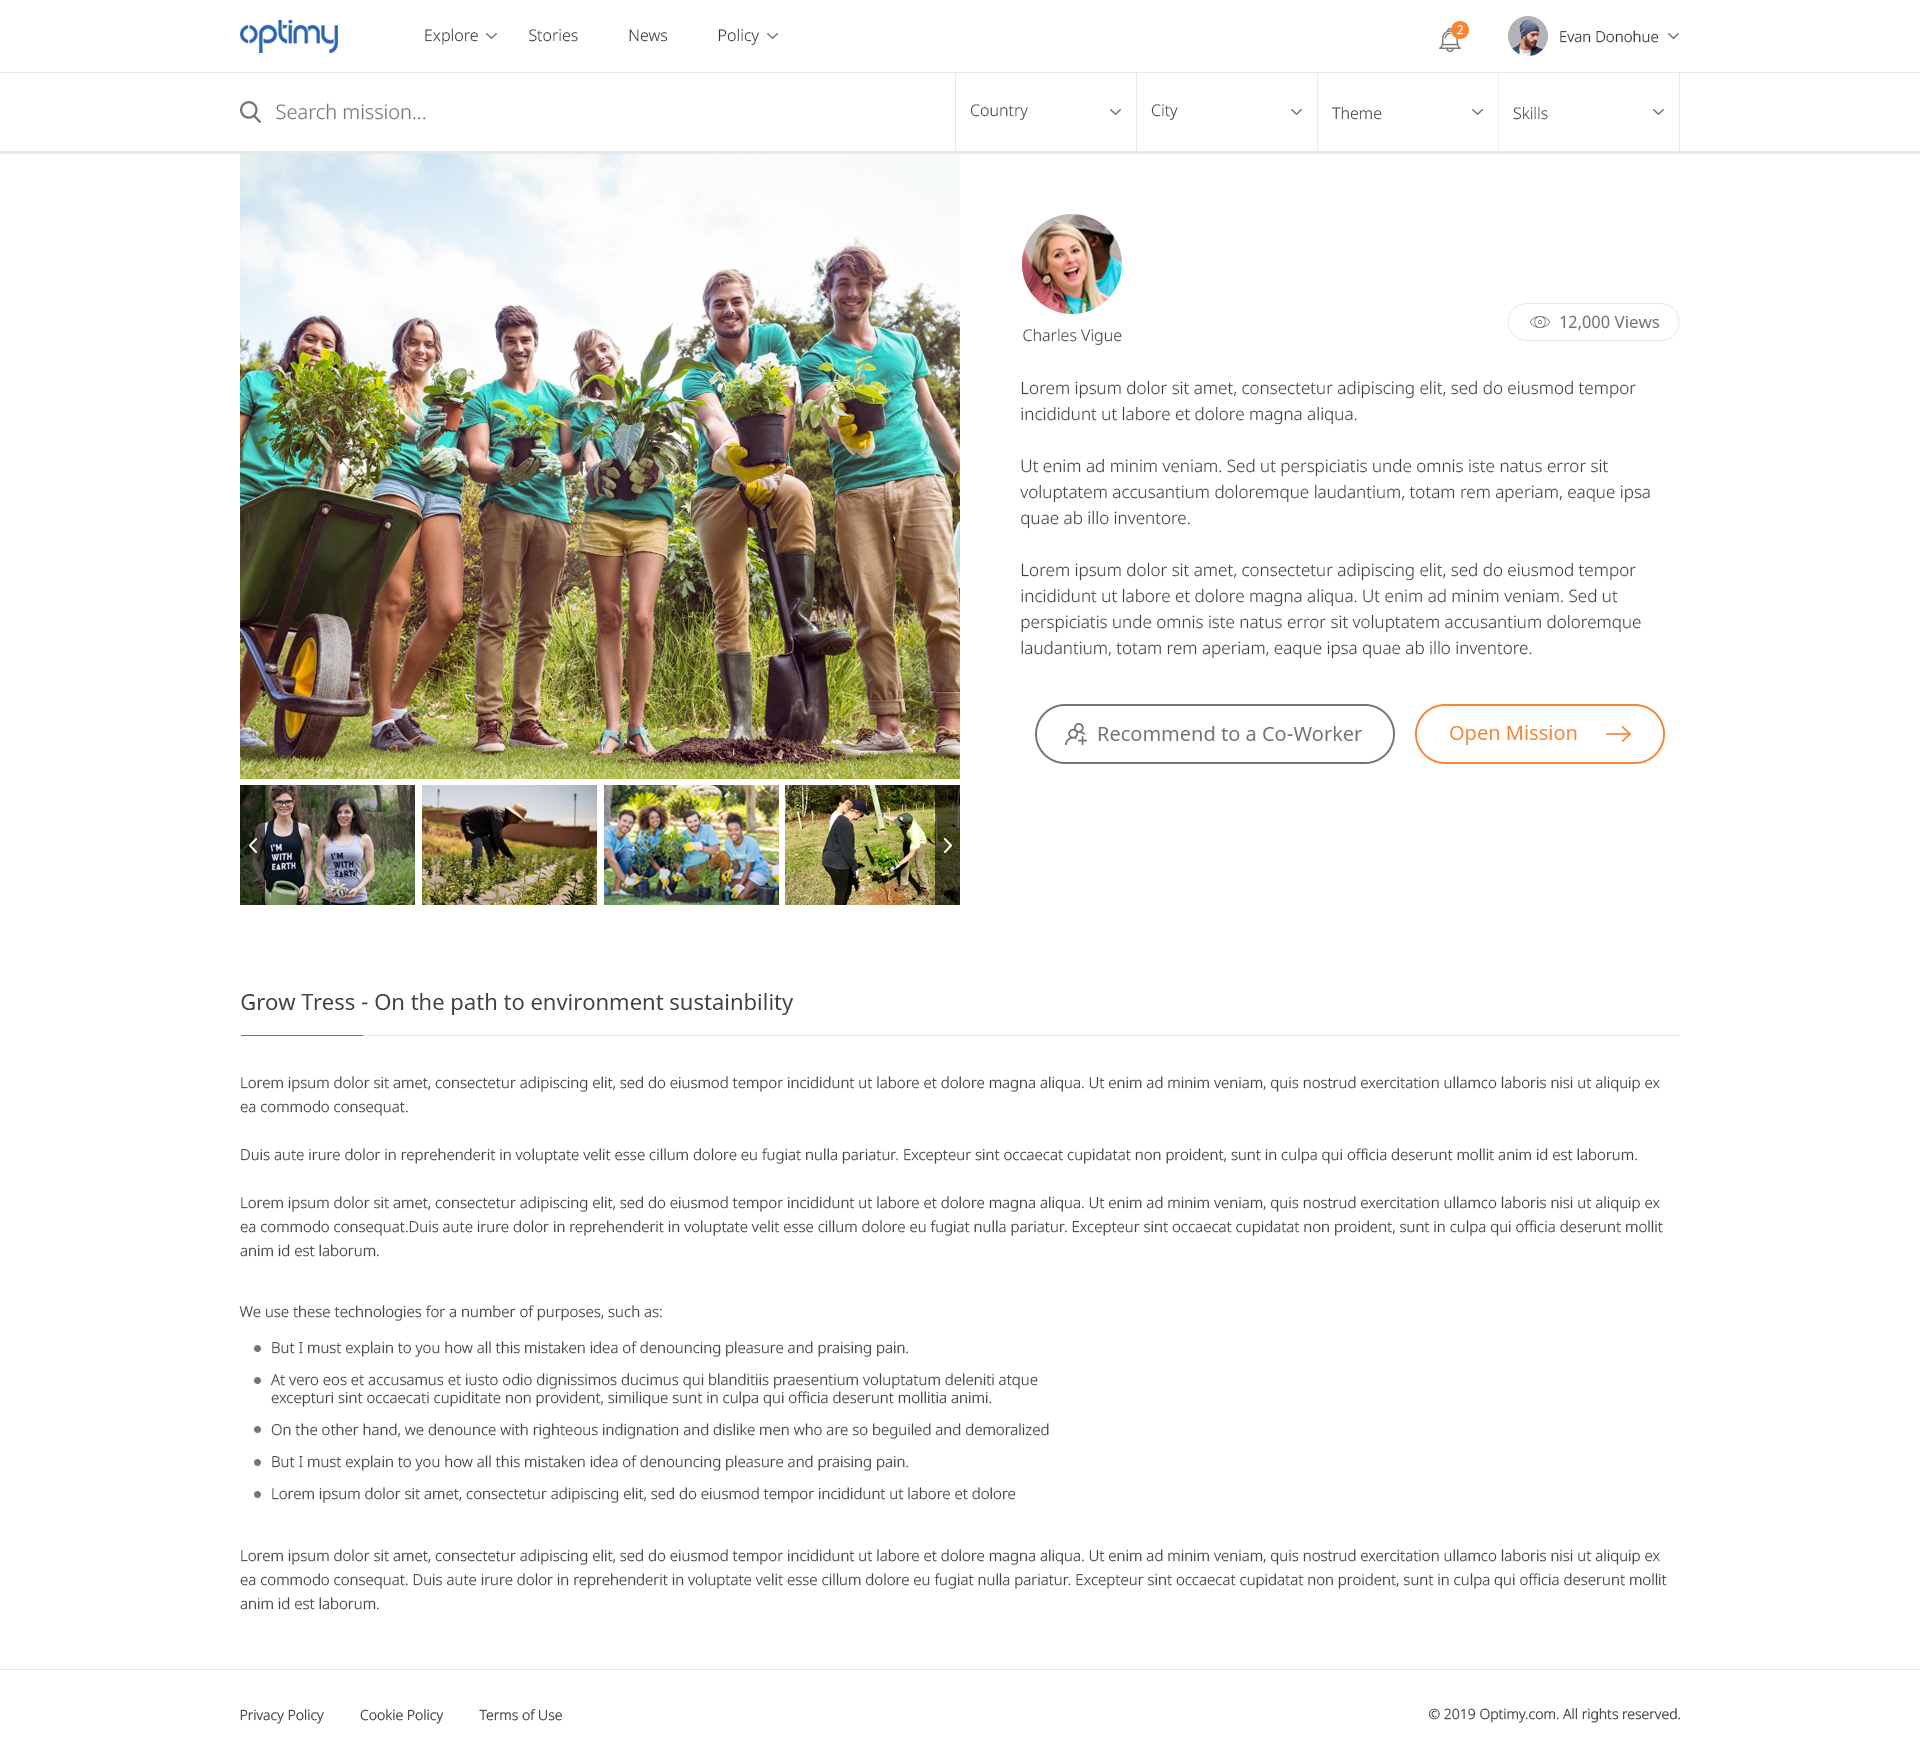 optimy
Explore
Stories
News
Policy
2
Evan Donohue
Search mission...
Country
City
Theme
Skills
Charles Vigue
12,000 Views
Lorem ipsum dolor sit amet, consectetur adipiscing elit, sed do eiusmod tempor
incididunt ut labore et dolore magna aliqua.
Ut enim ad minim veniam. Sed ut perspiciatis unde omnis iste natus error sit
voluptatem accusantium doloremque laudantium, totam rem aperiam, eaque ipsa
quae ab illo inventore.
Lorem ipsum dolor sit amet, consectetur adipiscing elit, sed do eiusmod tempor
incididunt ut labore et dolore magna aliqua. Ut enim ad minim veniam. Sed ut
perspiciatis unde omnis iste natus error sit voluptatem accusantium doloremque
laudantium, totam rem aperiam, eaque ipsa quae ab illo inventore.
Recommend to a Co-Worker
Open Mission
I'M
WITH
EARTH
I'M
WITH
EARTH
Grow Tress - On the path to environment sustainbility
Lorem ipsum dolor sit amet, consectetur adipiscing elit, sed do eiusmod tempor incididunt ut labore et dolore magna aliqua. Ut enim ad minim veniam, quis nostrud exercitation ullamco laboris nisi ut aliquip ex
ea commodo consequat.
Duis aute irure dolor in reprehenderit in voluptate velit esse cillum dolore eu fugiat nulla pariatur. Excepteur sint occaecat cupidatat non proident, sunt in culpa qui officia deserunt mollit anim id est laborum.
Lorem ipsum dolor sit amet, consectetur adipiscing elit, sed do eiusmod tempor incididunt ut labore et dolore magna aliqua. Ut enim ad minim veniam, quis nostrud exercitation ullamco laboris nisi ut aliquip ex
ea commodo consequat.Duis aute irure dolor in reprehenderit in voluptate velit esse cillum dolore eu fugiat nulla pariatur. Excepteur sint occaecat cupidatat non proident, sunt in culpa qui officia deserunt mollit
anim id est laborum.
We use these technologies for a number of purposes, such as:
But I must explain to you how all this mistaken idea of denouncing pleasure and praising pain.
At vero eos et accusamus et iusto odio dignissimos ducimus qui blanditiis praesentium voluptatum deleniti atque
excepturi sint occaecati cupiditate non provident, similique sunt in culpa qui officia deserunt mollitia animi.
On the other hand, we denounce with righteous indignation and dislike men who are so beguiled and demoralized
But I must explain to you how all this mistaken idea of denouncing pleasure and praising pain.
Lorem ipsum dolor sit amet, consectetur adipiscing elit, sed do eiusmod tempor incididunt ut labore et dolore
Lorem ipsum dolor sit amet, consectetur adipiscing elit, sed do eiusmod tempor incididunt ut labore et dolore magna aliqua. Ut enim ad minim veniam, quis nostrud exercitation ullamco laboris nisi ut aliquip ex
ea commodo consequat. Duis aute irure dolor in reprehenderit in voluptate velit esse cillum dolore eu fugiat nulla pariatur. Excepteur sint occaecat cupidatat non proident, sunt in culpa qui officia deserunt mollit
anim id est laborum.
Privacy Policy
Cookie Policy
Terms of Use
© 2019 Optimy.com. All rights reserved.